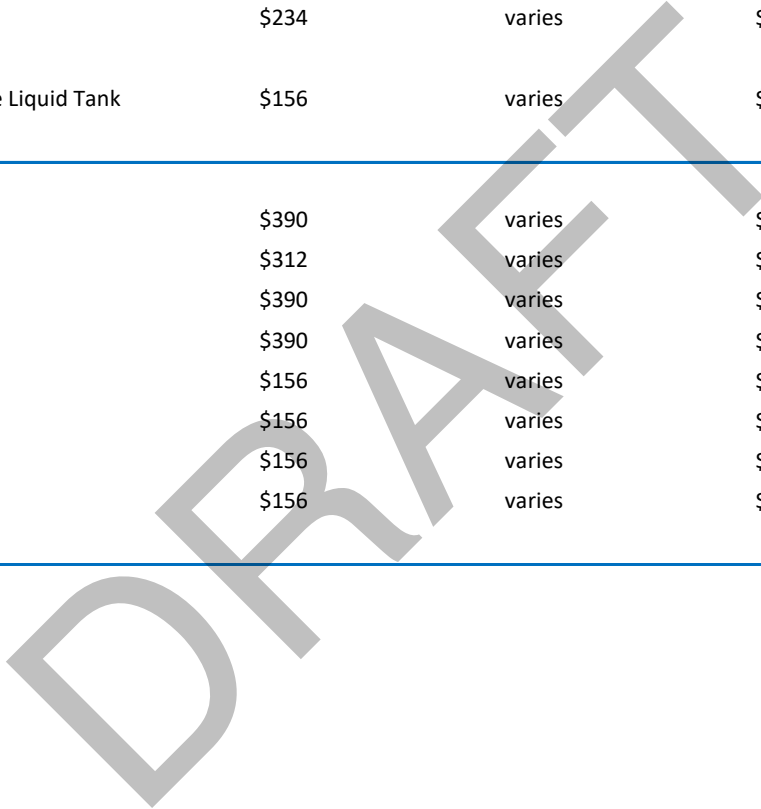 $234 varies $
e Liquid Tank $156 varies $
$390 varies $
$312 varies $
$390 varies $
$390 varies $
$156 varies $
$156 varies $
$156 varies $
$156 varies $
DRAFT